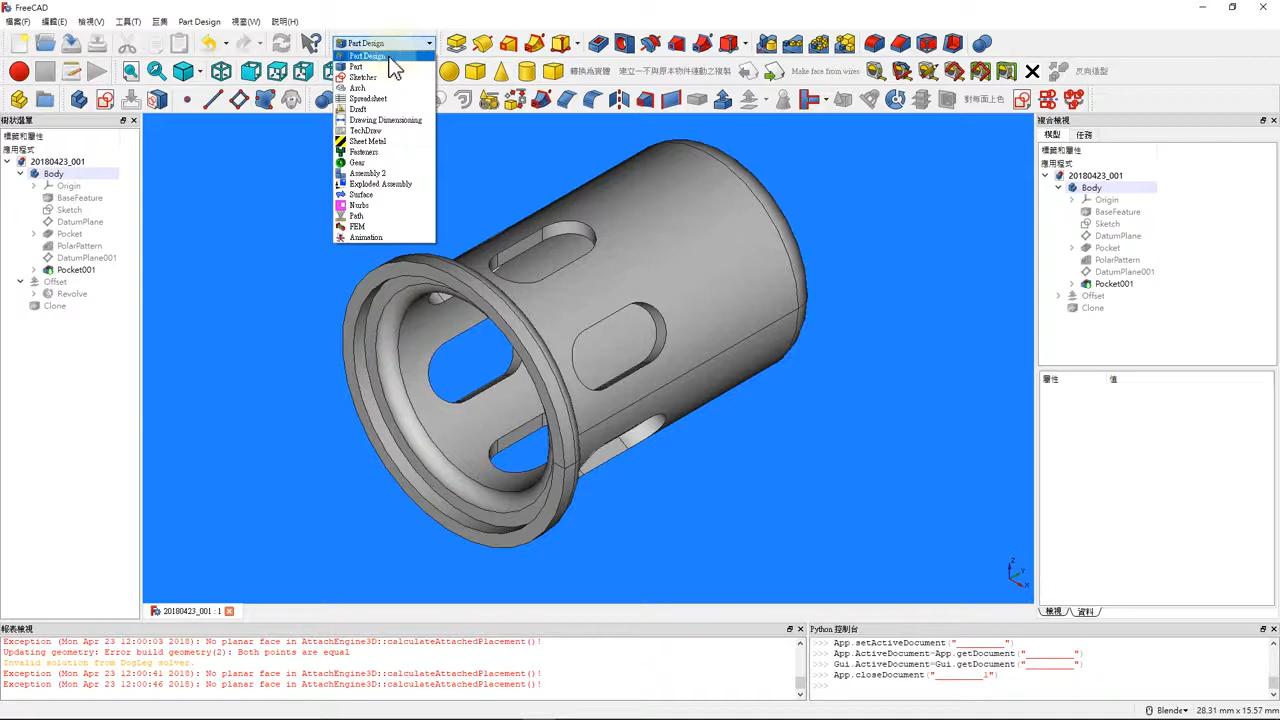 FreeCAD
檔案(F) 編輯(E) 檢視(V) 工具(T) 巨集 Part Design 視窗(W) 說明(H)
Part Design
轉換為實體 建立一不與原本物件連動之複製 Make face from wires 反向造型
對每面上色
Part Design
Part
Sketcher
Arch
Spreadsheet
Draft
Drawing Dimensioning
TechDraw
Sheet Metal
Fasteners
Gear
Assembly 2
Exploded Assembly
Surface
Nurbs
Path
FEM
Animation
樹狀選單
標籤和屬性
應用程式
20180423_001
Body
Origin
BaseFeature
Sketch
DatumPlane
Pocket
PolarPattern
DatumPlane001
Pocket001
Offset
Revolve
Clone
複合檢視
模型 任務
標籤和屬性
應用程式
20180423_001
Body
Origin
BaseFeature
Sketch
DatumPlane
Pocket
PolarPattern
DatumPlane001
Pocket001
Offset
Clone
屬性 值
檢視 資料
Z
Y
X
20180423_001 : 1
報表檢視
Exception (Mon Apr 23 12:00:03 2018): No planar face in AttachEngine3D::calculateAttachedPlacement()!
Updating geometry: Error build geometry(2): Both points are equal
Invalid solution from DogLeg solver.
Exception (Mon Apr 23 12:00:41 2018): No planar face in AttachEngine3D::calculateAttachedPlacement()!
Exception (Mon Apr 23 12:00:46 2018): No planar face in AttachEngine3D::calculateAttachedPlacement()!
Python 控制台
>>> App.setActiveDocument("________")
>>> App.ActiveDocument=App.getDocument("________")
>>> Gui.ActiveDocument=Gui.getDocument("________")
>>> App.closeDocument("________1")
>>>
Blender 28.31 mm x 15.57 mm